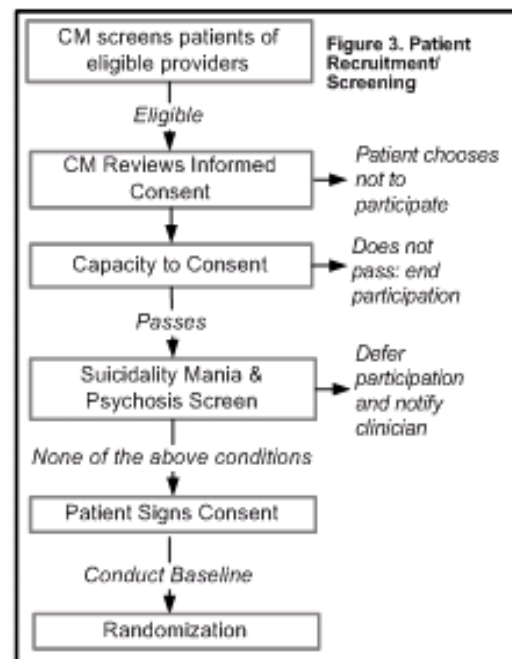 CM screens patients of
eligible providers
Figure 3. Patient
Recruitment/
Screening
Eligible
CM Reviews Informed
Consent
Patient chooses
not to
participate
Capacity to Consent
Does not
pass: end
participation
Passes
Suicidality Mania &
Psychosis Screen
Defer
participation
and notify
clinician
None of the above conditions
Patient Signs Consent
Conduct Baseline
Randomization